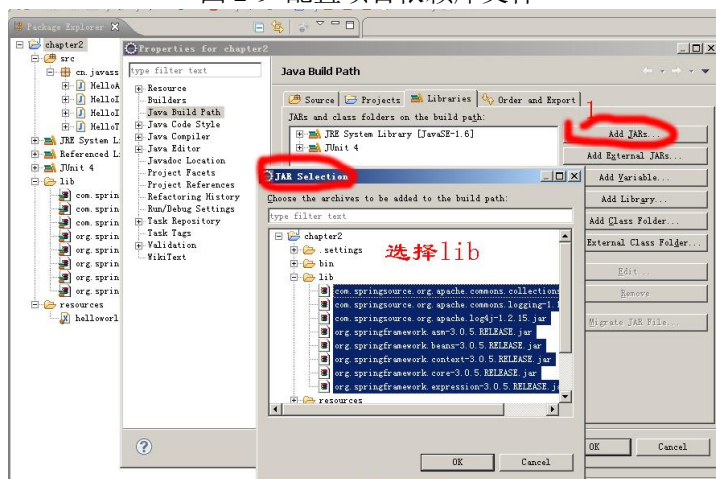 Package Explorer
chapter2
src
cn.javass
HelloA
HelloI
HelloI
HelloT
JRE System L
Referenced L
JUnit 4
lib
com.sprin
com.sprin
com.sprin
org.sprin
org.sprin
org.sprin
org.sprin
org.sprin
resources
helloworl
Properties for chapter2
type filter text
Resource
Builders
Java Build Path
Java Code Style
Java Compiler
Java Editor
Javadoc Location
Project Facets
Project References
Refactoring History
Run/Debug Settings
Task Repository
Task Tags
Validation
WikiText
Java Build Path
Source Projects Libraries Order and Export
1
JARs and class folders on the build path:
JRE System Library [JavaSE-1.6]
JUnit 4
Add JARs...
Add External JARs...
Add Variable...
Add Library...
Add Class Folder...
External Class Folder...
Edit...
Remove
Migrate JAR File...
JAR Selection
Choose the archives to be added to the build path:
type filter text
chapter2
.settings
选择lib
bin
lib
com.springsource.org.apache.commons.collections
com.springsource.org.apache.commons.logging-1.
com.springsource.org.apache.log4j-1.2.15.jar
org.springframework.asm-3.0.5.RELEASE.jar
org.springframework.beans-3.0.5.RELEASE.jar
org.springframework.context-3.0.5.RELEASE.jar
org.springframework.core-3.0.5.RELEASE.jar
org.springframework.expression-3.0.5.RELEASE.j
resources
OK Cancel
OK Cancel